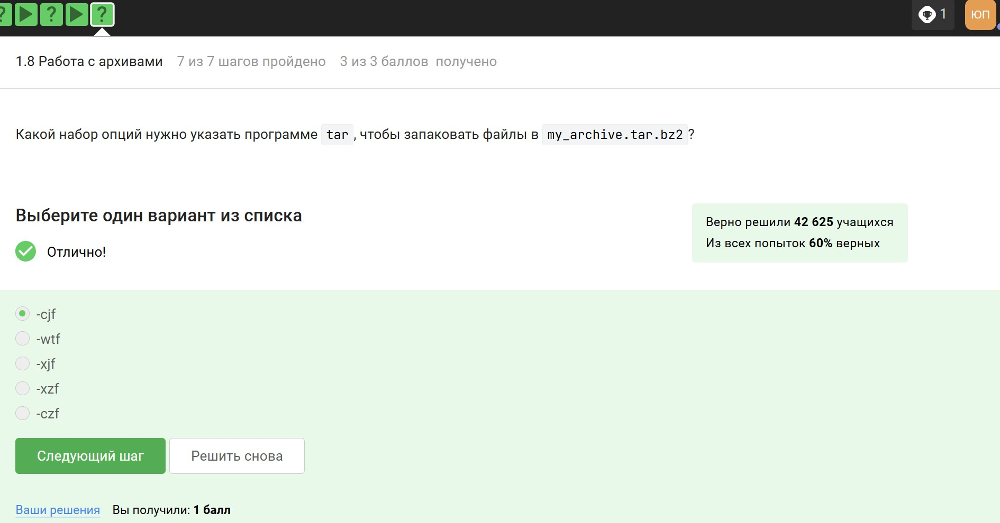 ?
?
?
1
ЮП
1.8 Работа с архивами 7 из 7 шагов пройдено 3 из 3 баллов получено
Какой набор опций нужно указать программе tar, чтобы запаковать файлы в my_archive.tar.bz2?
Выберите один вариант из списка
Отлично!
Верно решили 42 625 учащихся
Из всех попыток 60% верных
-cjf
-wtf
-xjf
-xzf
-czf
Следующий шаг
Решить снова
Ваши решения Вы получили: 1 балл